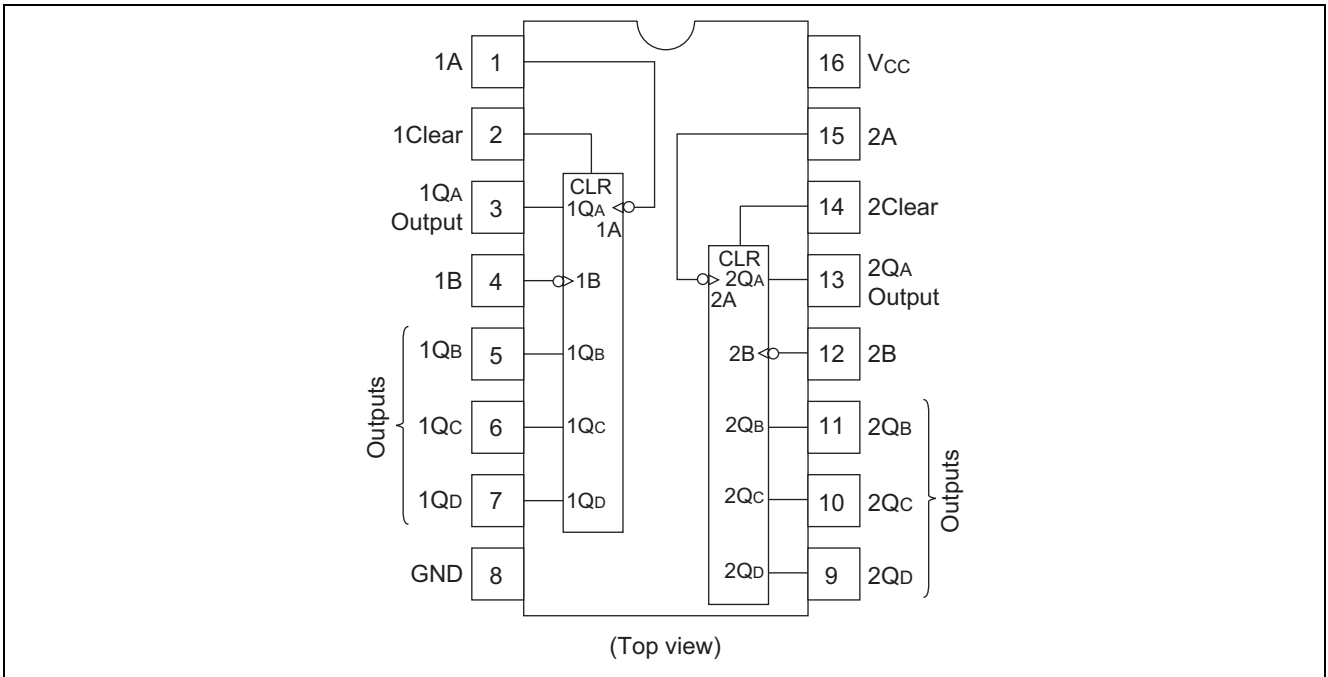 1A 1
16 VCC
1Clear 2
15 2A
1QA
Output
3
14 2Clear
1B 4
13
2QA
Output
Outputs
1QB 5
12 2B
1QC 6
11 2QB
1QD 7
10 2QC
Outputs
GND 8
9 2QD
CLR
1QA
1A
1B
1QB
1QC
1QD
CLR
2QA
2A
2B
2QB
2QC
2QD
(Top view)